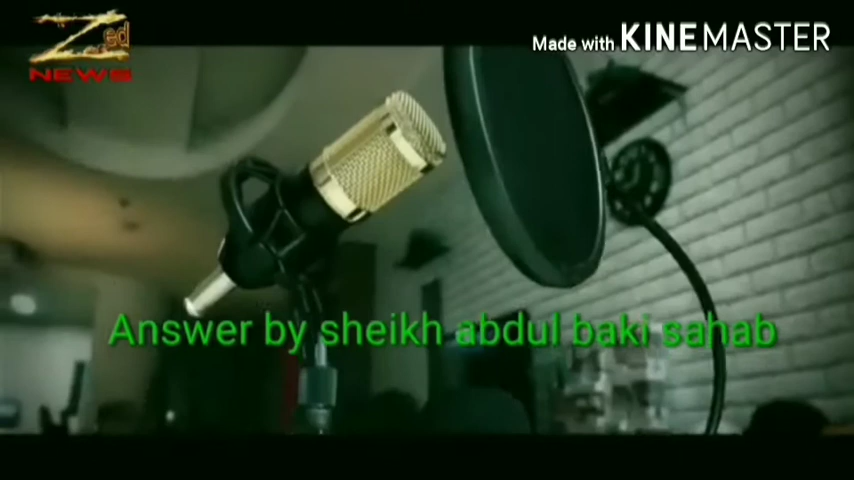 Zed
NEWS
Made with KINEMASTER
Answer by sheikh abdul baki sahab